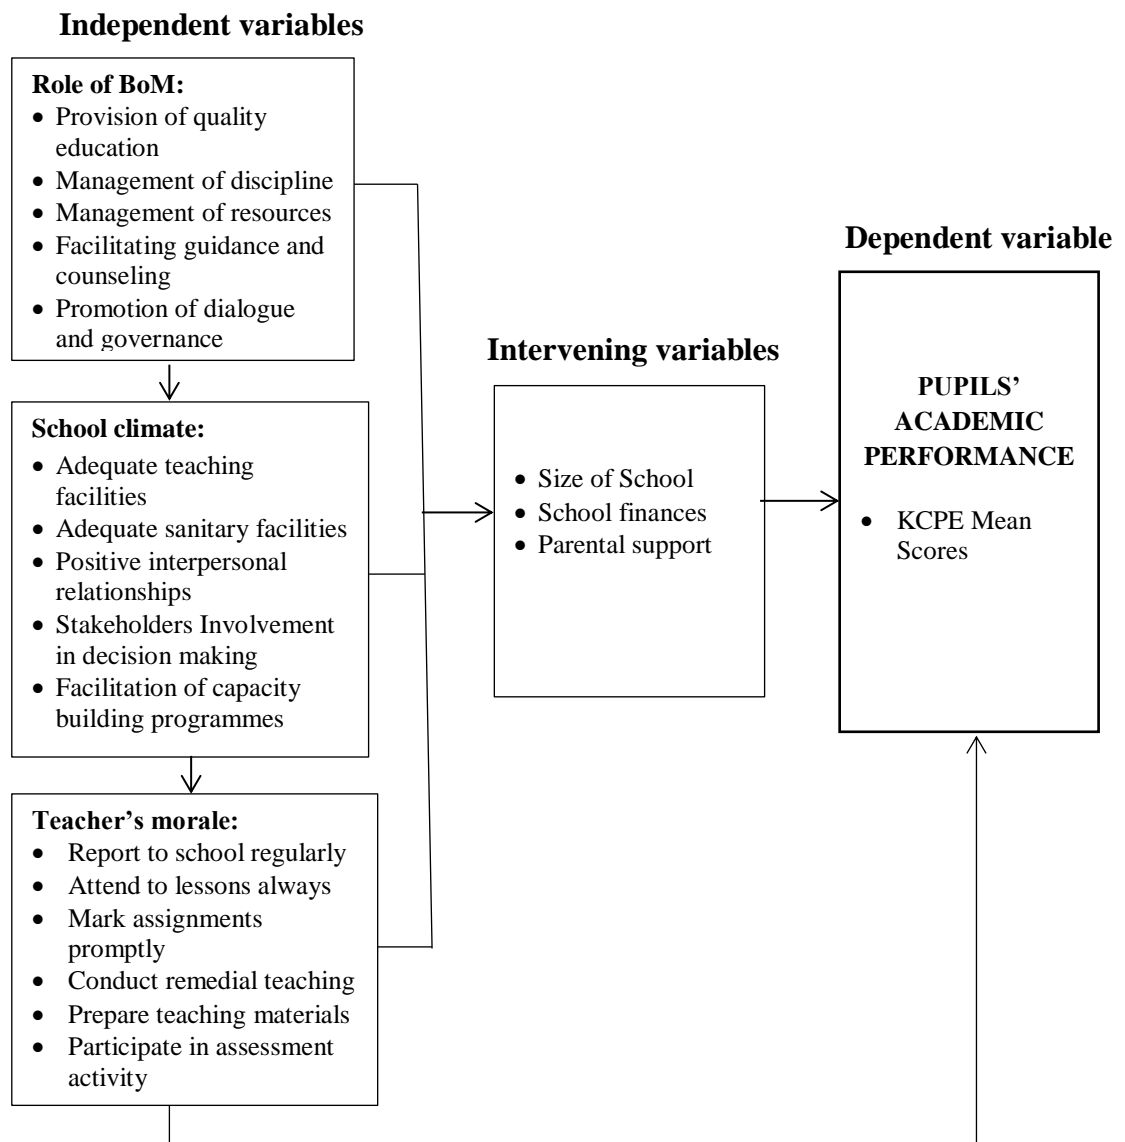 Independent variables
Role of BoM:
• Provision of quality
education
• Management of discipline
• Management of resources
• Facilitating guidance and
counseling
• Promotion of dialogue
and governance
School climate:
• Adequate teaching
facilities
• Adequate sanitary facilities
• Positive interpersonal
relationships
• Stakeholders Involvement
in decision making
• Facilitation of capacity
building programmes
Teacher’s morale:
• Report to school regularly
• Attend to lessons always
• Mark assignments
promptly
• Conduct remedial teaching
• Prepare teaching materials
• Participate in assessment
activity
Intervening variables
• Size of School
• School finances
• Parental support
Dependent variable
PUPILS’
ACADEMIC
PERFORMANCE
• KCPE Mean
Scores